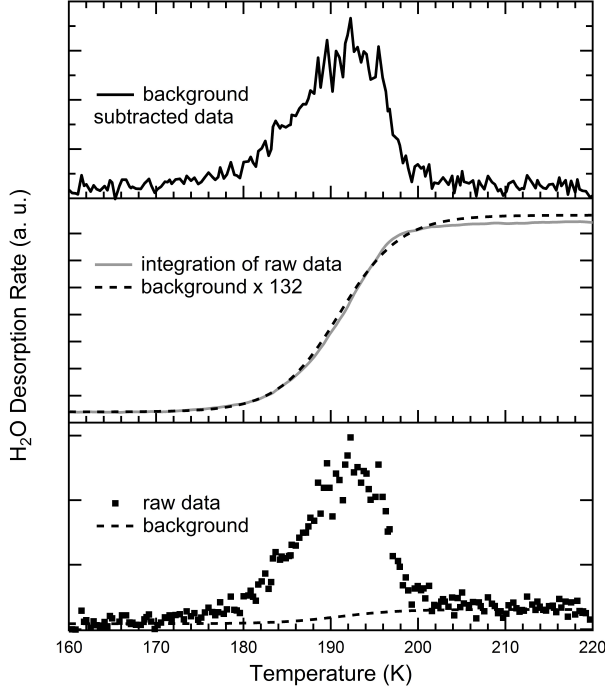 background
subtracted data
H₂O Desorption Rate (a. u.)
integration of raw data
background x 132
raw data
background
160 170 180 190 200 210 220
Temperature (K)